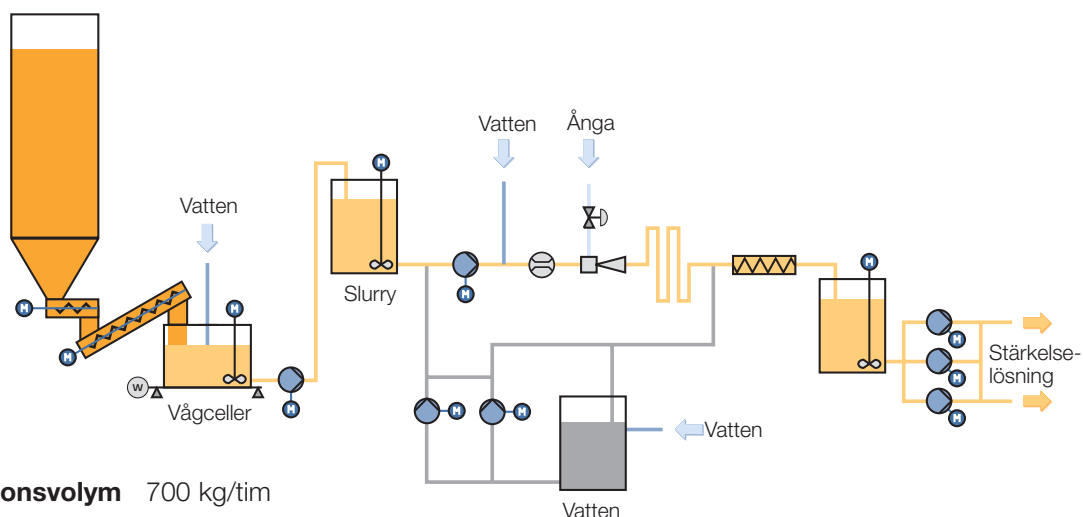 Vatten
Ånga
M
Vatten
Slurry
M
M
M
M
M
W
M
Vågceller
M
M
M
M
M
M
Stärkelse-
lösning
Vatten
onsvolym 700 kg/tim
Vatten